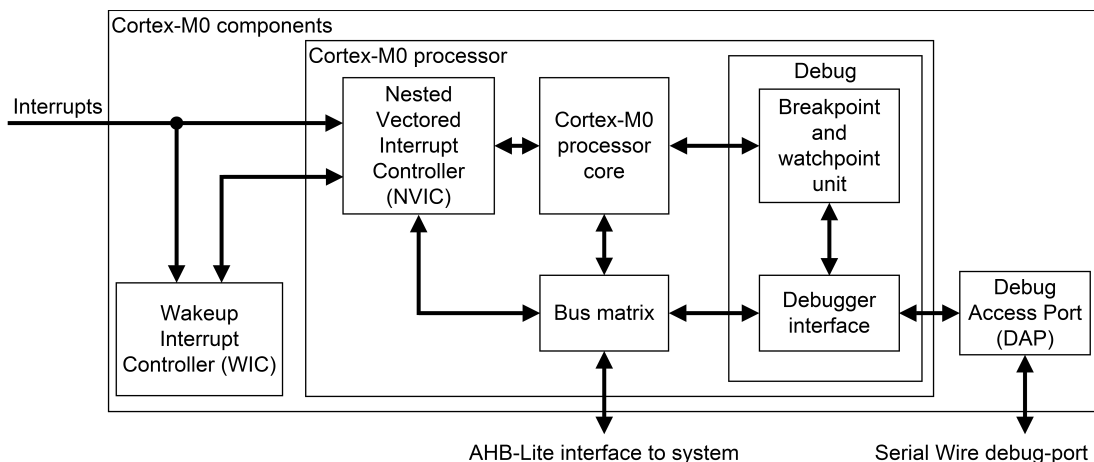 Cortex-M0 components
Cortex-M0 processor
Interrupts
Nested
Vectored
Interrupt
Controller
(NVIC)
Cortex-M0
processor
core
Debug
Breakpoint
and
watchpoint
unit
Wakeup
Interrupt
Controller (WIC)
Bus matrix
Debugger
interface
Debug
Access Port
(DAP)
AHB-Lite interface to system
Serial Wire debug-port